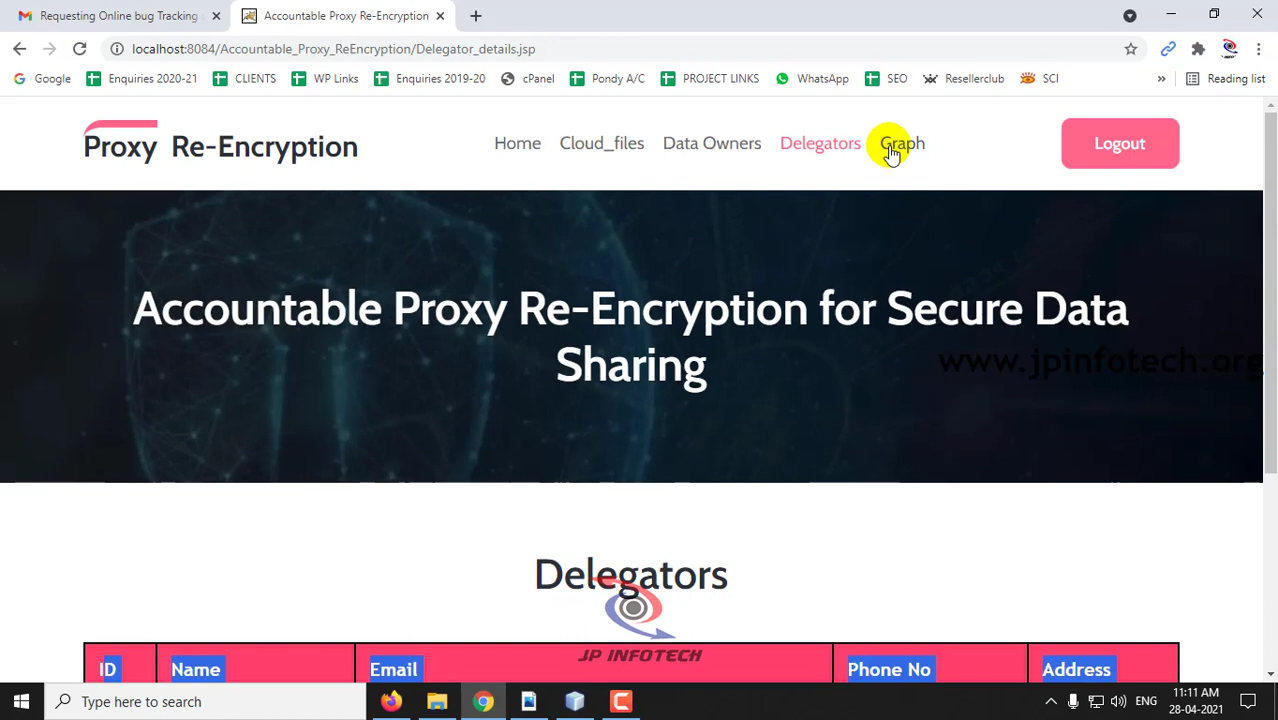 Requesting Online bug Tracking
Accountable Proxy Re-Encryption
localhost:8084/Accountable_Proxy_ReEncryption/Delegator_details.jsp
Google Enquiries 2020-21 CLIENTS WP Links Enquiries 2019-20 cPanel Pondy A/C PROJECT LINKS WhatsApp SEO Resellerclub SCI » Reading list
Proxy Re-Encryption
Home Cloud_files Data Owners Delegators Graph
Logout
Accountable Proxy Re-Encryption for Secure Data
Sharing
www.jpinfotech.org
Delegators
JP INFOTECH
ID Name Email Phone No Address
Type here to search
ENG
11:11 AM
28-04-2021